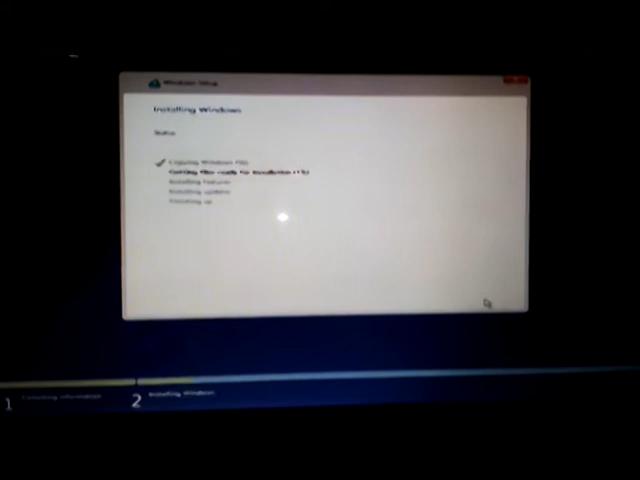 Windows Setup
Installing Windows
Status
Copying Windows files
Getting files ready for installation
Installing features
Installing updates
Finishing up
1 Collecting information
2 Installing Windows